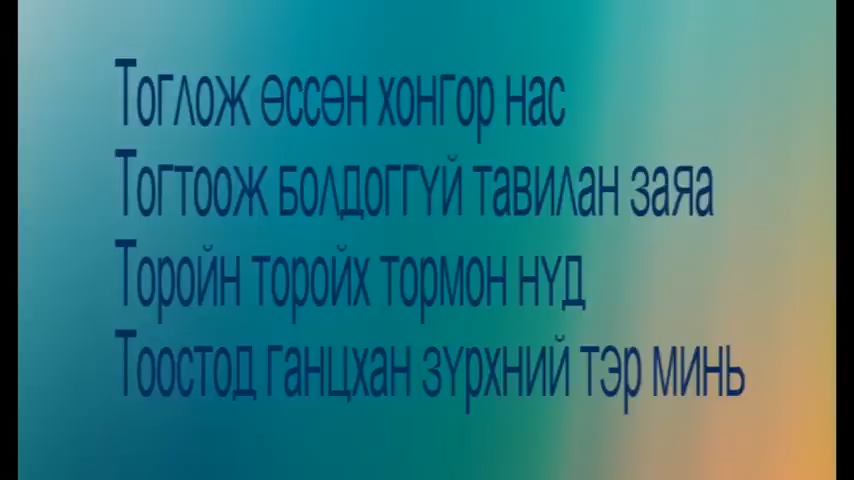 Тоглож өссөн хонгор нас
Тогтоож болдоггүй тавилан заяа
Торойн торойх тормон нүд
Тоостод ганцхан зүрхний тэр минь